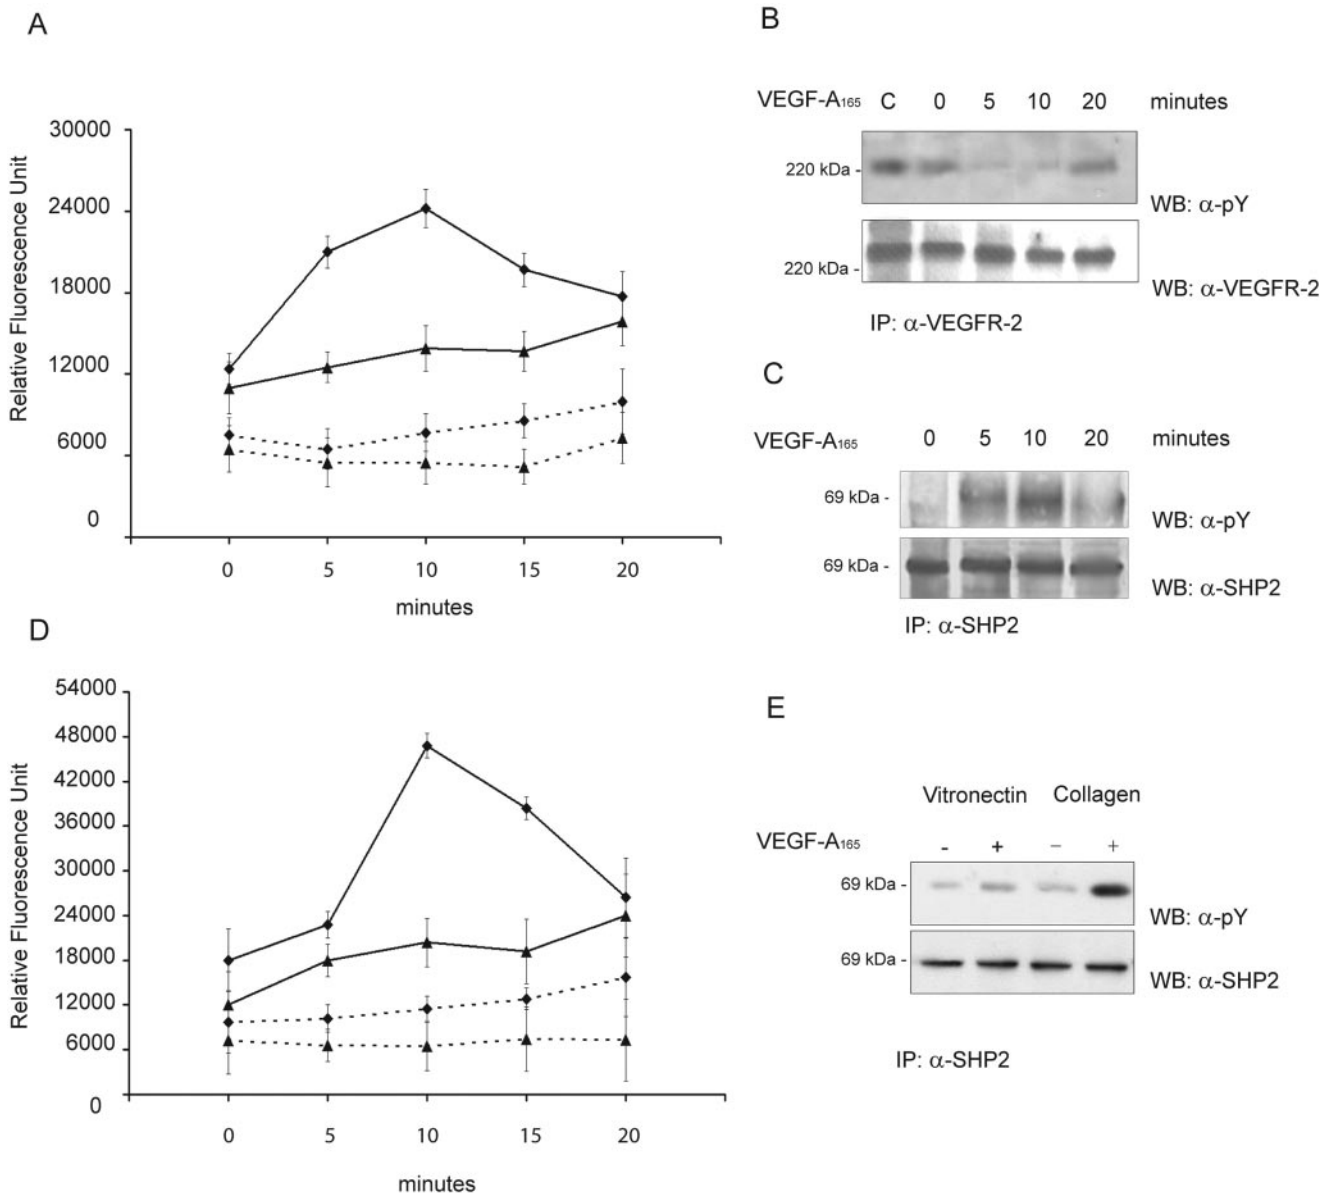 A
30000
24000
18000
12000
6000
0
Relative Fluorescence Unit
0 5 10 15 20
minutes
B
VEGF-A165 C 0 5 10 20 minutes
220 kDa -
WB: α-pY
220 kDa -
WB: α-VEGFR-2
IP: α-VEGFR-2
C
VEGF-A165 0 5 10 20 minutes
69 kDa -
WB: α-pY
69 kDa -
WB: α-SHP2
IP: α-SHP2
D
54000
48000
42000
36000
30000
24000
18000
12000
6000
0
Relative Fluorescence Unit
0 5 10 15 20
minutes
E
Vitronectin Collagen
VEGF-A165 - + - +
69 kDa -
WB: α-pY
69 kDa -
WB: α-SHP2
IP: α-SHP2